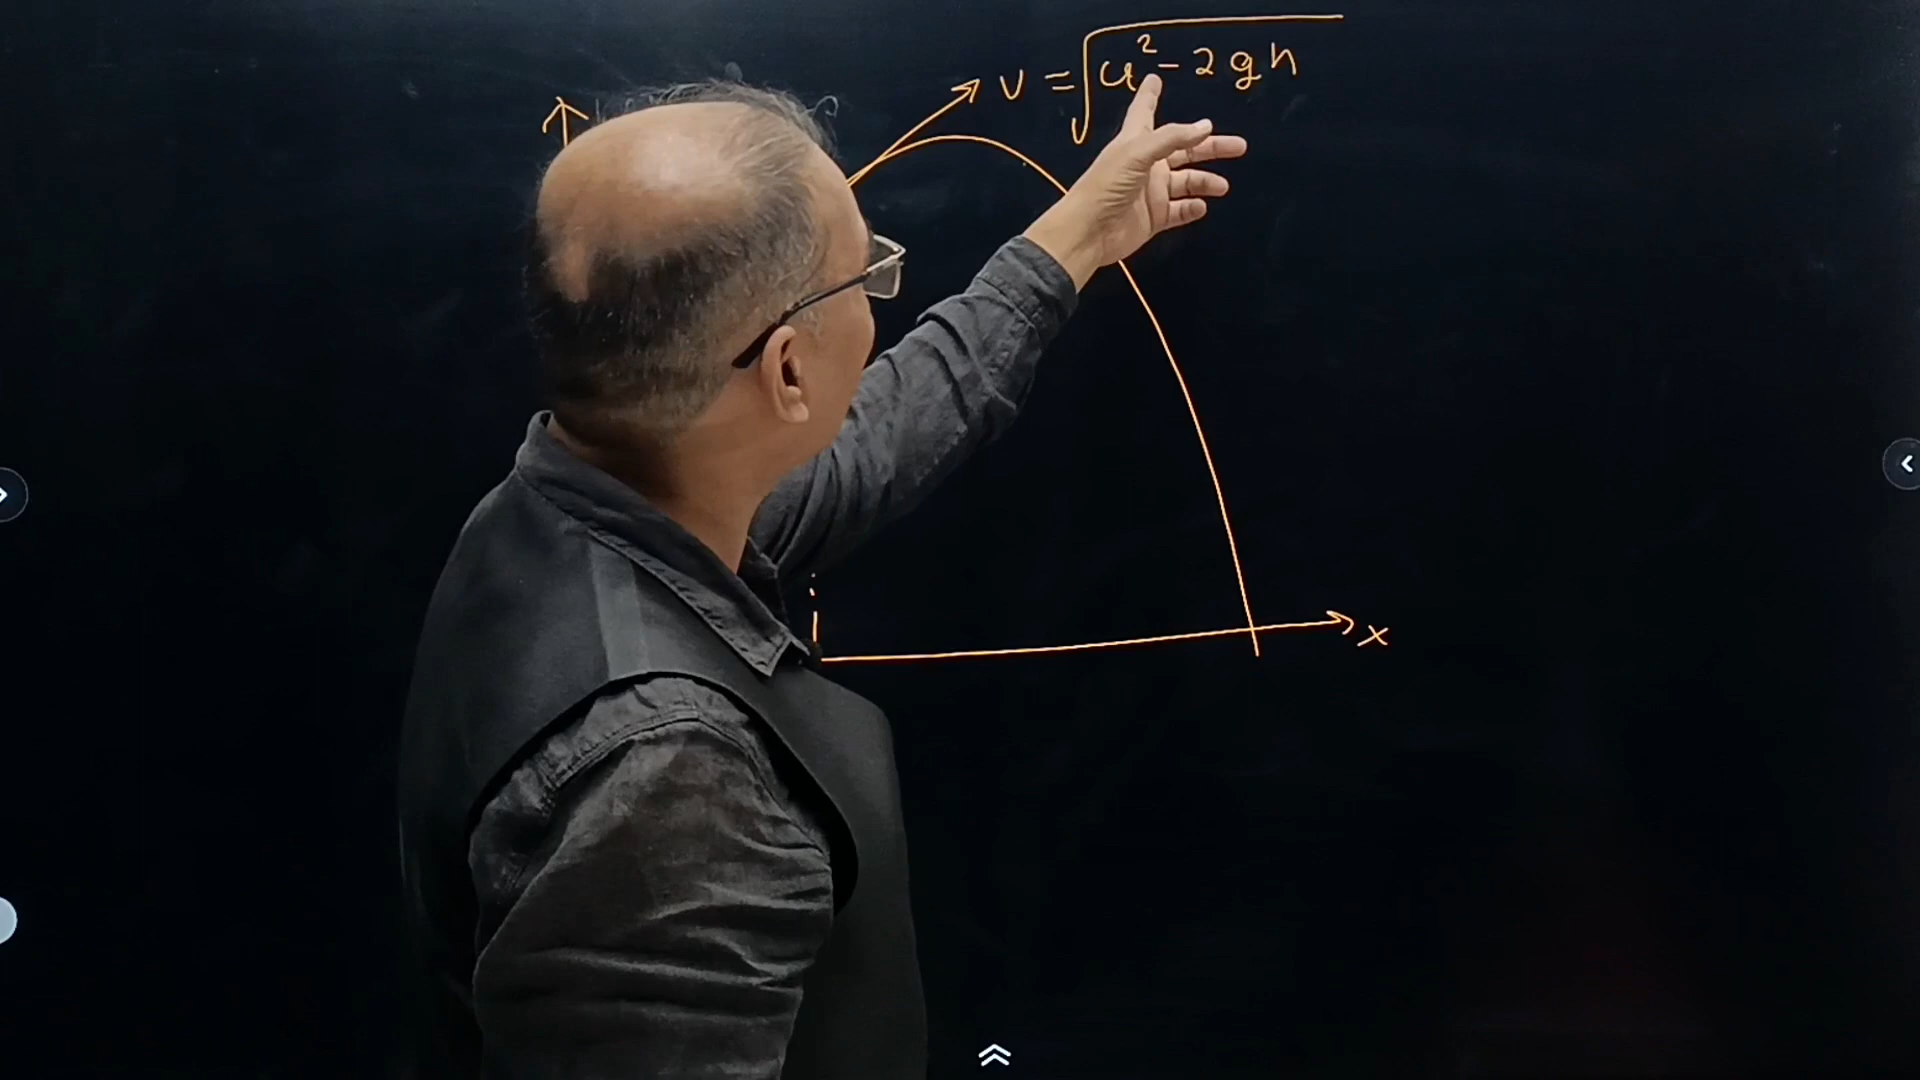 v = √u² - 2gh
x